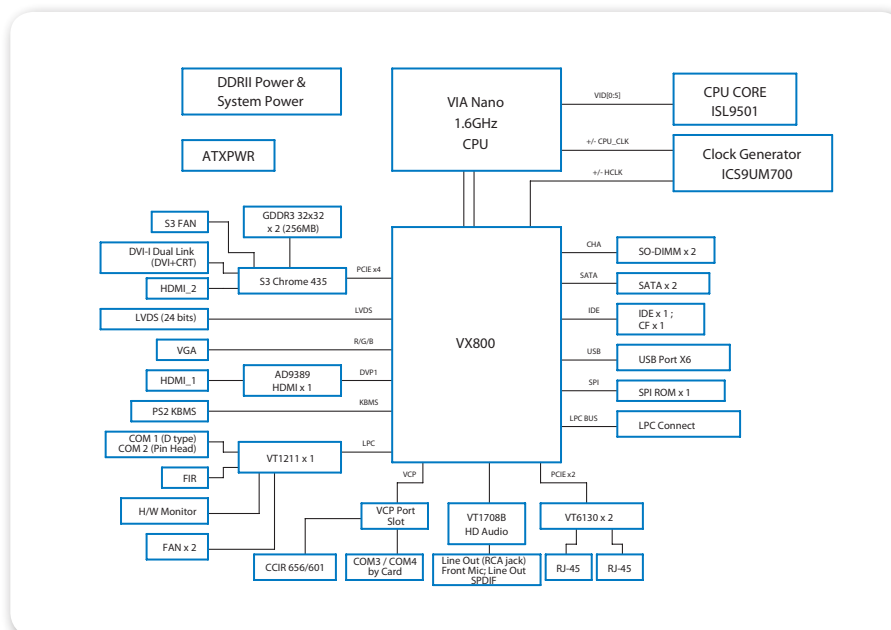 DDRII Power &
System Power
ATXPWR
VIA Nano
1.6GHz
CPU
VID[0:5]
CPU CORE
ISL9501
+/- CPU_CLK
Clock Generator
ICS9UM700
+/- HCLK
S3 FAN
GDDR3 32x32
x 2 (256MB)
DVI-I Dual Link
(DVI+CRT)
S3 Chrome 435
PCIE x4
HDMI_2
LVDS (24 bits)
LVDS
VGA
R/G/B
HDMI_1
AD9389
HDMI x 1
DVP1
PS2 KBMS
KBMS
COM 1 (D type)
COM 2 (Pin Head)
VT1211 x 1
LPC
FIR
H/W Monitor
FAN x 2
VX800
CHA
SO-DIMM x 2
SATA
SATA x 2
IDE
IDE x 1 ;
CF x 1
USB
USB Port X6
SPI
SPI ROM x 1
LPC BUS
LPC Connect
VCP
PCIE x2
VCP Port
Slot
VT1708B
HD Audio
VT6130 x 2
CCIR 656/601
COM3 / COM4
by Card
Line Out (RCA jack)
Front Mic; Line Out
SPDIF
RJ-45
RJ-45